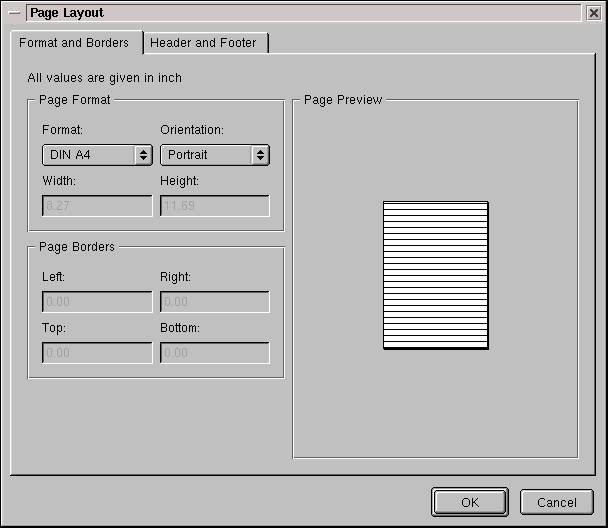 Page Layout
Format and Borders
Header and Footer
All values are given in inch
Page Format
Format:
Orientation:
DIN A4
Portrait
Width:
Height:
8.27
11.69
Page Borders
Left:
Right:
0.00
0.00
Top:
Bottom:
0.00
0.00
Page Preview
OK
Cancel